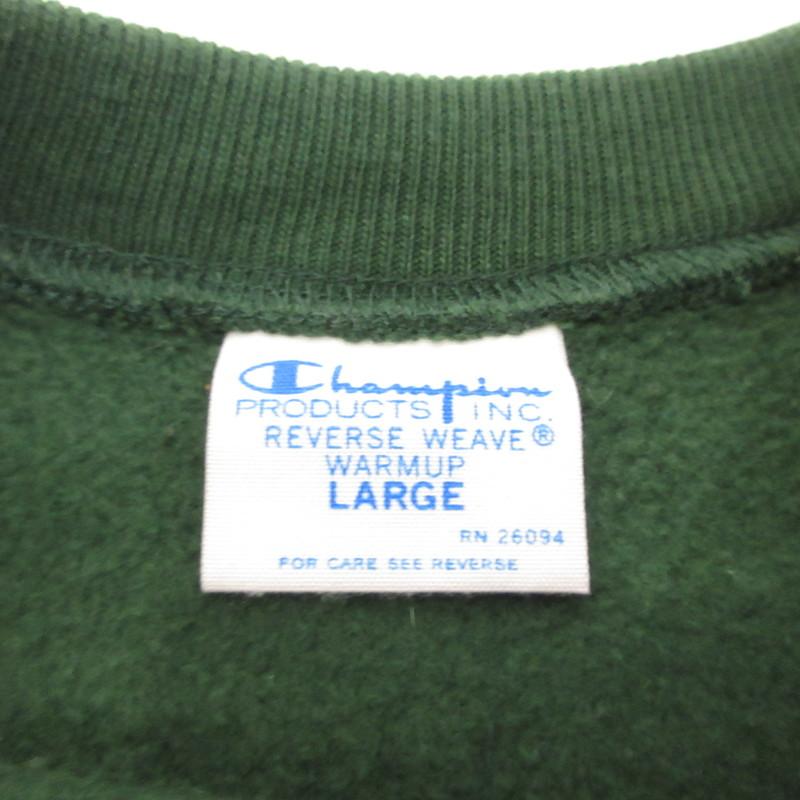 Champion
PRODUCTS INC.
REVERSE WEAVE®
WARMUP
LARGE
RN 26094
FOR CARE SEE REVERSE